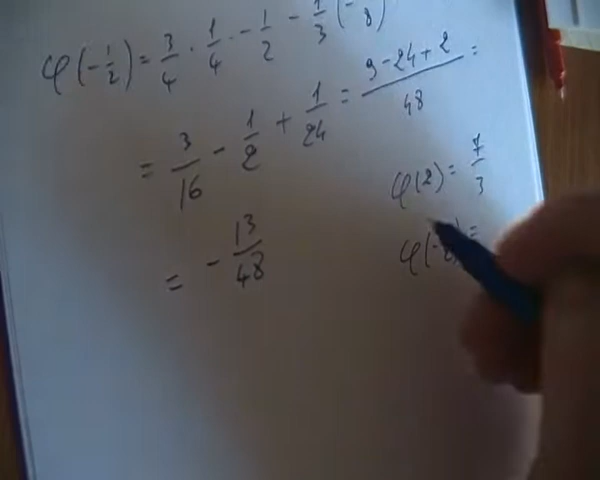 φ(-1/2) = 3/4 · 1/4 · - 1/2 - 1/3 (- 8
= 3/16 - 1/2 + 1/24 = 9-24+2/48 =
= - 13/48
φ(2) = 7/3
φ(- =